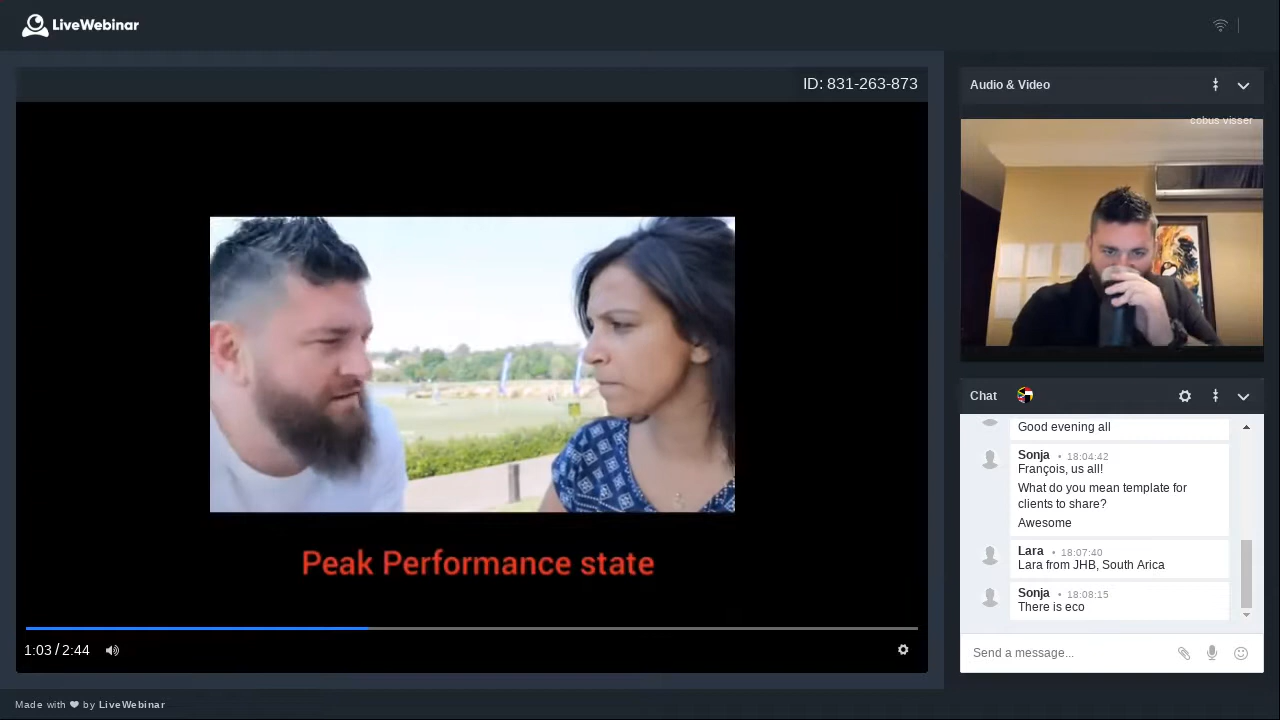 LiveWebinar
ID: 831-263-873
Peak Performance state
1:03 / 2:44
Audio & Video
cobus visser
Chat
Good evening all
Sonja • 18:04:42
François, us all!
What do you mean template for
clients to share?
Awesome
Lara • 18:07:40
Lara from JHB, South Arica
Sonja • 18:08:15
There is eco
Send a message...
Made with ❤ by LiveWebinar